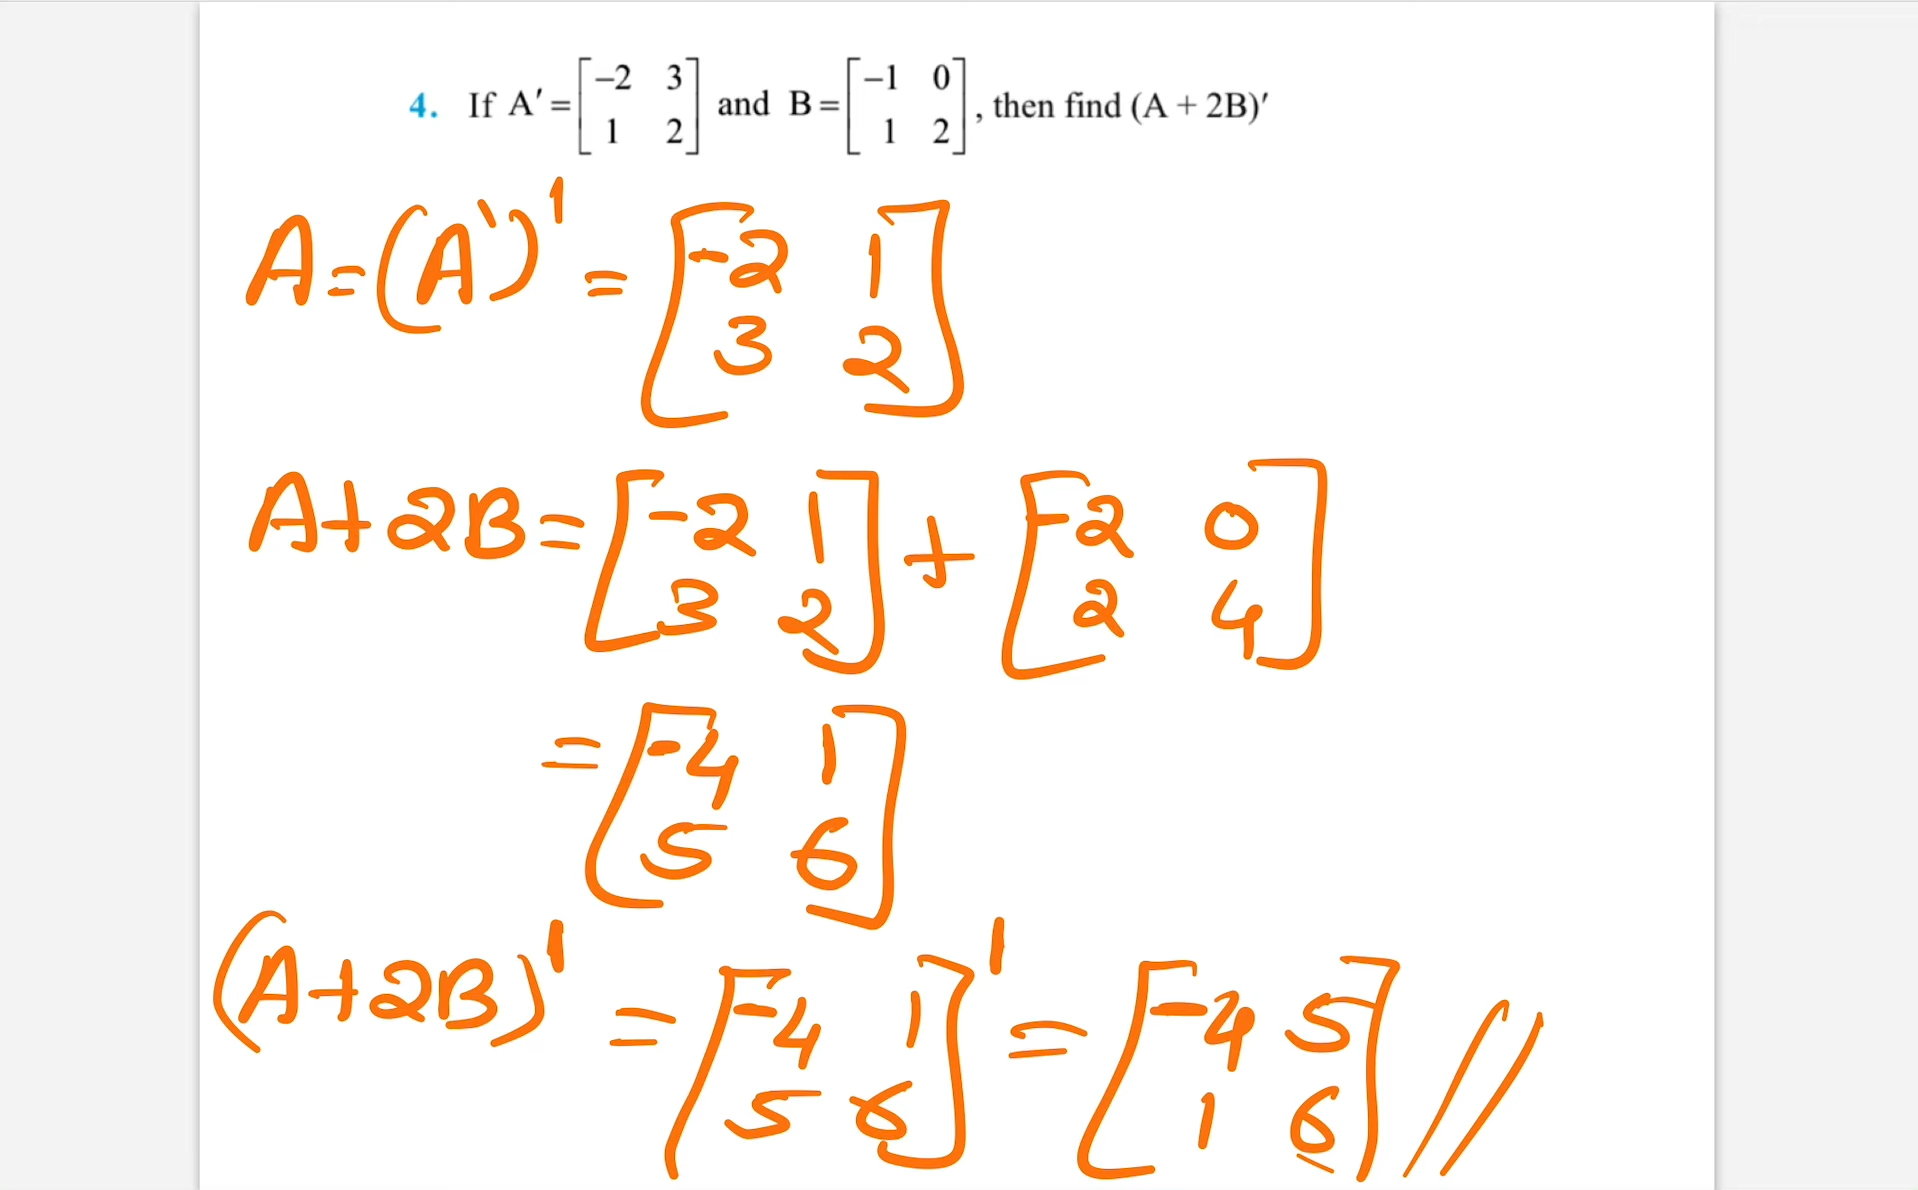 4. If A′ = [−2 3; 1 2] and B = [−1 0; 1 2], then find (A + 2B)′
A = (A')' = [-2 1; 3 2]
A+2B = [-2 1; 3 2] + [-2 0; 2 4]
= [-4 1; 5 6]
(A+2B)' = [-4 1; 5 6]' = [-4 5; 1 6] //